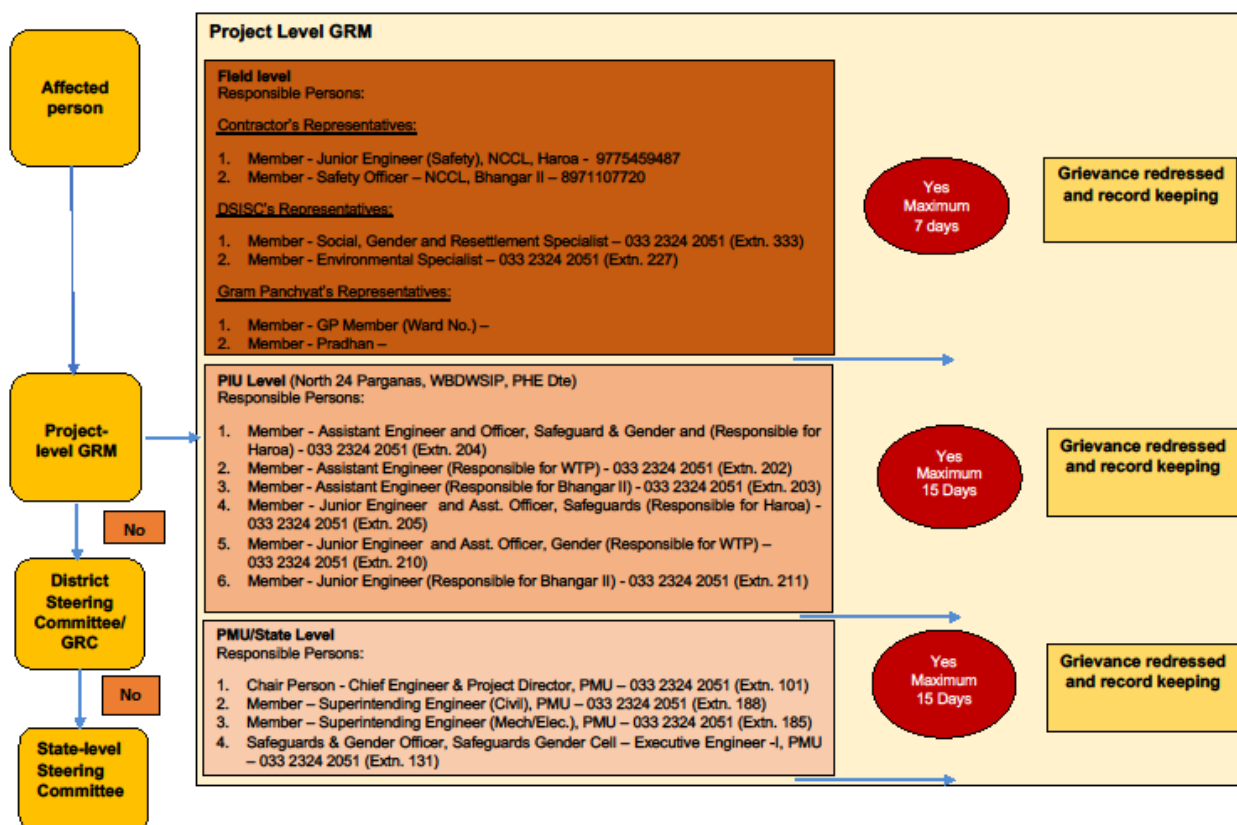 Affected
person
Project-
level GRM
No
District
Steering
Committee/
GRC
No
State-level
Steering
Committee
Project Level GRM
Field level
Responsible Persons:
Contractor's Representatives:
1. Member - Junior Engineer (Safety), NCCL, Haroa - 9775459487
2. Member - Safety Officer – NCCL, Bhangar II – 8971107720
DSISC's Representatives:
1. Member - Social, Gender and Resettlement Specialist – 033 2324 2051 (Extn. 333)
2. Member - Environmental Specialist – 033 2324 2051 (Extn. 227)
Gram Panchyat's Representatives:
1. Member - GP Member (Ward No.) –
2. Member - Pradhan –
Yes
Maximum
7 days
Grievance redressed
and record keeping
PIU Level (North 24 Parganas, WBDWSIP, PHE Dte)
Responsible Persons:
1. Member - Assistant Engineer and Officer, Safeguard & Gender and (Responsible for
Haroa) - 033 2324 2051 (Extn. 204)
2. Member - Assistant Engineer (Responsible for WTP) - 033 2324 2051 (Extn. 202)
3. Member - Assistant Engineer (Responsible for Bhangar II) - 033 2324 2051 (Extn. 203)
4. Member - Junior Engineer and Asst. Officer, Safeguards (Responsible for Haroa) -
033 2324 2051 (Extn. 205)
5. Member - Junior Engineer and Asst. Officer, Gender (Responsible for WTP) –
033 2324 2051 (Extn. 210)
6. Member - Junior Engineer (Responsible for Bhangar II) - 033 2324 2051 (Extn. 211)
Yes
Maximum
15 Days
Grievance redressed
and record keeping
PMU/State Level
Responsible Persons:
1. Chair Person - Chief Engineer & Project Director, PMU – 033 2324 2051 (Extn. 101)
2. Member – Superintending Engineer (Civil), PMU – 033 2324 2051 (Extn. 188)
3. Member – Superintending Engineer (Mech/Elec.), PMU – 033 2324 2051 (Extn. 185)
4. Safeguards & Gender Officer, Safeguards Gender Cell – Executive Engineer -I, PMU
– 033 2324 2051 (Extn. 131)
Yes
Maximum
15 Days
Grievance redressed
and record keeping